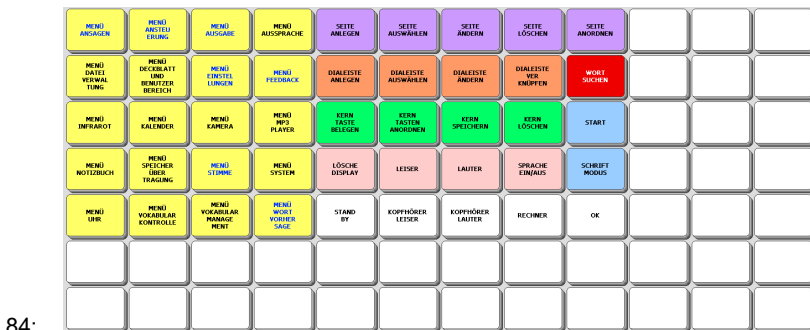 MENÜ ANSAGEN
MENÜ ANSTEU ERUNG
MENÜ AUSGABE
MENÜ AUSSPRACHE
SEITE ANLEGEN
SEITE AUSWÄHLEN
SEITE ÄNDERN
SEITE LÖSCHEN
SEITE ANORDNEN
MENÜ DATEI VERWAL TUNG
MENÜ DECKBLATT UND BENUTZER BEREICH
MENÜ EINSTEL LUNGEN
MENÜ FEEDBACK
DIALEISTE ANLEGEN
DIALEISTE AUSWÄHLEN
DIALEISTE ÄNDERN
DIALEISTE VER KNÜPFEN
WORT SUCHEN
MENÜ INFRAROT
MENÜ KALENDER
MENÜ KAMERA
MENÜ MP3 PLAYER
KERN TASTE BELEGEN
KERN TASTEN ANORDNEN
KERN SPEICHERN
KERN LÖSCHEN
START
MENÜ NOTIZBUCH
MENÜ SPEICHER ÜBER TRAGUNG
MENÜ STIMME
MENÜ SYSTEM
LÖSCHE DISPLAY
LEISER
LAUTER
SPRACHE EIN/AUS
SCHRIFT MODUS
MENÜ UHR
MENÜ VOKABULAR KONTROLLE
MENÜ VOKABULAR MANAGE MENT
MENÜ WORT VORHER SAGE
STAND BY
KOPFHÖRER LEISER
KOPFHÖRER LAUTER
RECHNER
OK
84: